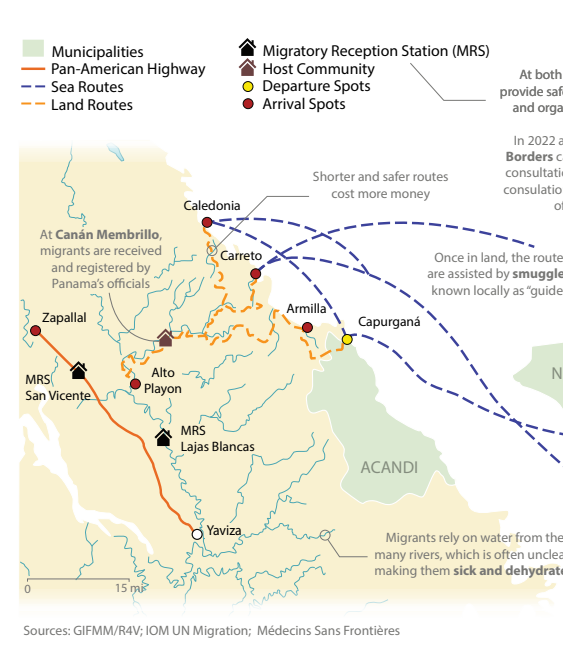 Municipalities
Pan-American Highway
Sea Routes
Land Routes
Migratory Reception Station (MRS)
Host Community
Departure Spots
Arrival Spots
At both
provide safe
and orga
In 2022 a
Borders c
consultatio
consulatio
of
Shorter and safer routes
cost more money
Caledonia
At Canán Membrillo,
migrants are received
and registered by
Panama's officials
Carreto
Once in land, the route
are assisted by smuggle
known locally as "guide
Armilla
Capurganá
Zapallal
Alto
Playon
MRS
San Vicente
N
MRS
Lajas Blancas
ACANDI
Yaviza
Migrants rely on water from the
many rivers, which is often unclea
making them sick and dehydrate
0
15 mi
Sources: GIFMM/R4V; IOM UN Migration; Médecins Sans Frontières